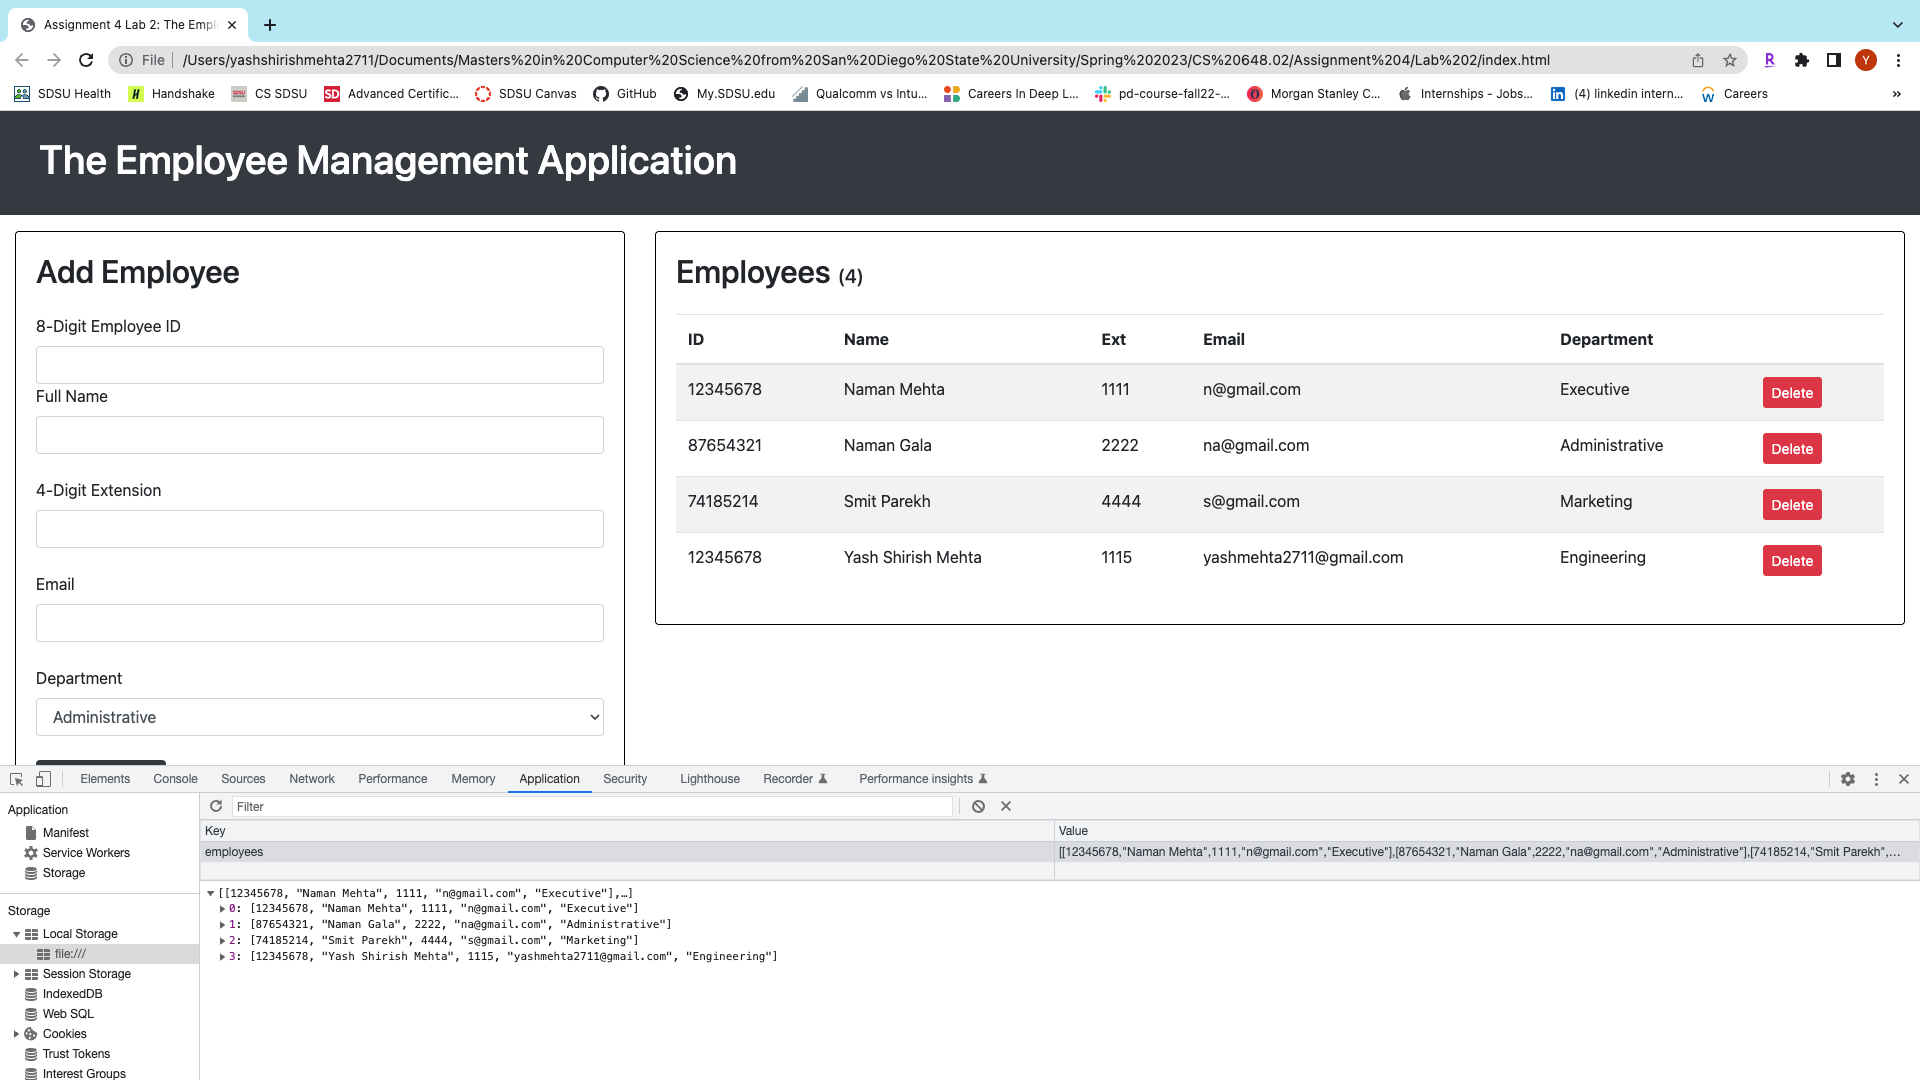 Assignment 4 Lab 2: The Empl
File
/Users/yashshirishmehta2711/Documents/Masters%20in%20Computer%20Science%20from%20San%20Diego%20State%20University/Spring%202023/CS%20648.02/Assignment%204/Lab%202/index.html
R
Y
SDSU Health
Handshake
CS SDSU
Advanced Certific...
SDSU Canvas
GitHub
My.SDSU.edu
Qualcomm vs Intu...
Careers In Deep L...
pd-course-fall22-...
Morgan Stanley C...
Internships - Jobs...
(4) linkedin intern...
Careers
»
The Employee Management Application
Add Employee
8-Digit Employee ID
Full Name
4-Digit Extension
Email
Department
Administrative
Employees (4)
ID Name Ext Email Department
12345678 Naman Mehta 1111 n@gmail.com Executive Delete
87654321 Naman Gala 2222 na@gmail.com Administrative Delete
74185214 Smit Parekh 4444 s@gmail.com Marketing Delete
12345678 Yash Shirish Mehta 1115 yashmehta2711@gmail.com Engineering Delete
Elements Console Sources Network Performance Memory Application Security Lighthouse Recorder Performance insights
Application
Manifest
Service Workers
Storage
Storage
Local Storage
file:///
Session Storage
IndexedDB
Web SQL
Cookies
Trust Tokens
Interest Groups
Filter
Key Value
employees [[12345678,"Naman Mehta",1111,"n@gmail.com","Executive"],[87654321,"Naman Gala",2222,"na@gmail.com","Administrative"],[74185214,"Smit Parekh",...
[[12345678, "Naman Mehta", 1111, "n@gmail.com", "Executive"],…]
0: [12345678, "Naman Mehta", 1111, "n@gmail.com", "Executive"]
1: [87654321, "Naman Gala", 2222, "na@gmail.com", "Administrative"]
2: [74185214, "Smit Parekh", 4444, "s@gmail.com", "Marketing"]
3: [12345678, "Yash Shirish Mehta", 1115, "yashmehta2711@gmail.com", "Engineering"]